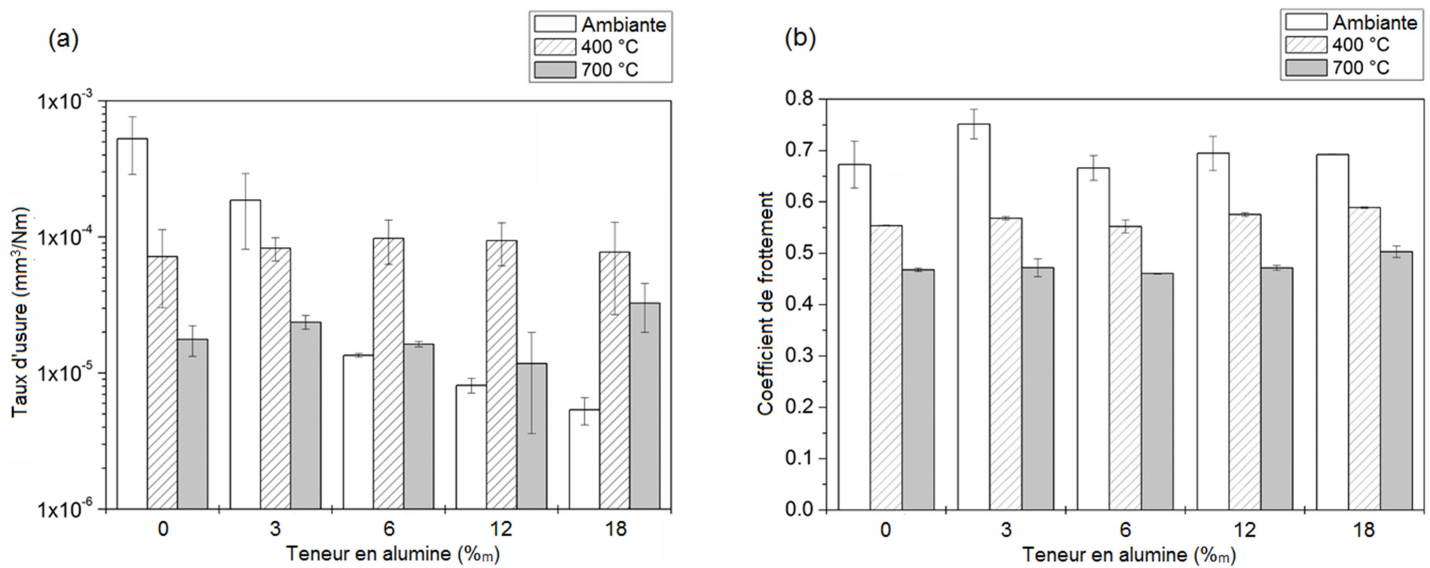 (a)
Ambiante
400 °C
700 °C
1x10⁻³
1x10⁻⁴
1x10⁻⁵
1x10⁻⁶
Taux d'usure (mm³/Nm)
0 3 6 12 18
Teneur en alumine (%m)
(b)
Ambiante
400 °C
700 °C
0.8
0.7
0.6
0.5
0.4
0.3
0.2
0.1
0.0
Coefficient de frottement
0 3 6 12 18
Teneur en alumine (%m)